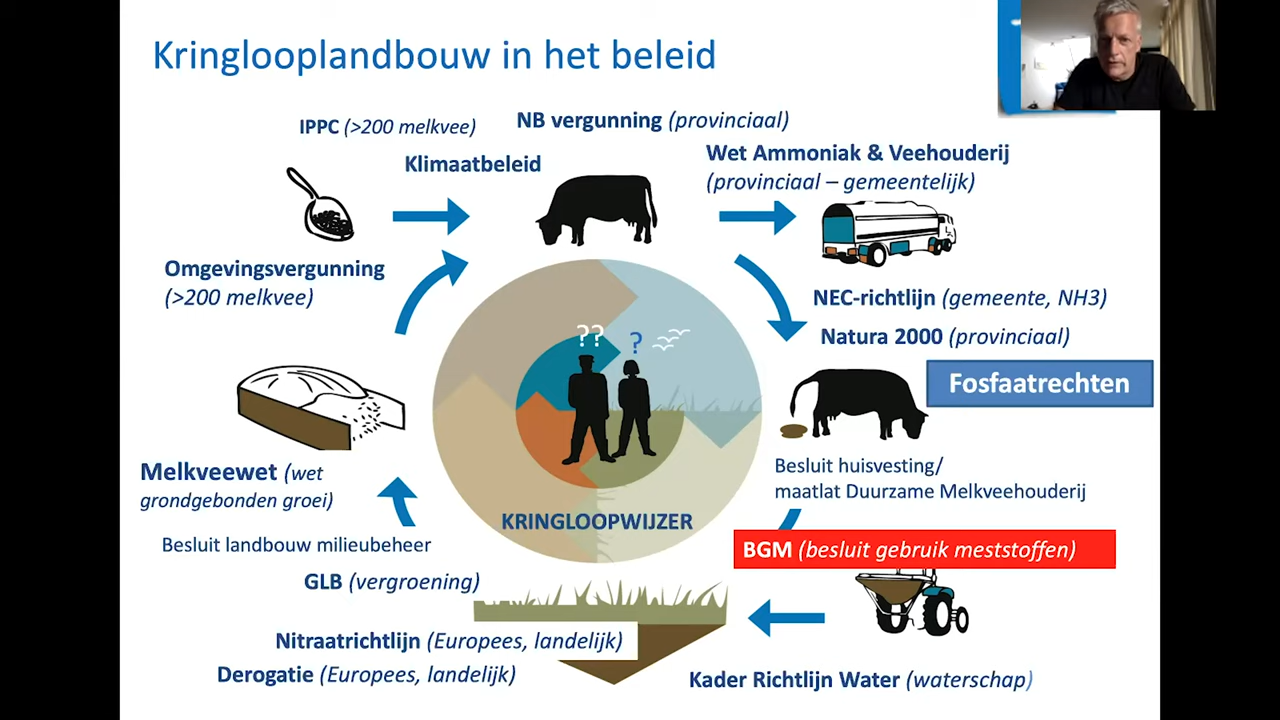 Kringlooplandbouw in het beleid
IPPC (>200 melkvee)
NB vergunning (provinciaal)
Klimaatbeleid
Wet Ammoniak & Veehouderij
(provinciaal – gemeentelijk)
Omgevingsvergunning
(>200 melkvee)
NEC-richtlijn (gemeente, NH3)
Natura 2000 (provinciaal)
?? ?
Fosfaatrechten
Melkveewet (wet
grondgebonden groei)
Besluit huisvesting/
maatlat Duurzame Melkveehouderij
KRINGLOOPWIJZER
Besluit landbouw milieubeheer
BGM (besluit gebruik meststoffen)
GLB (vergroening)
Nitraatrichtlijn (Europees, landelijk)
Derogatie (Europees, landelijk)
Kader Richtlijn Water (waterschap)